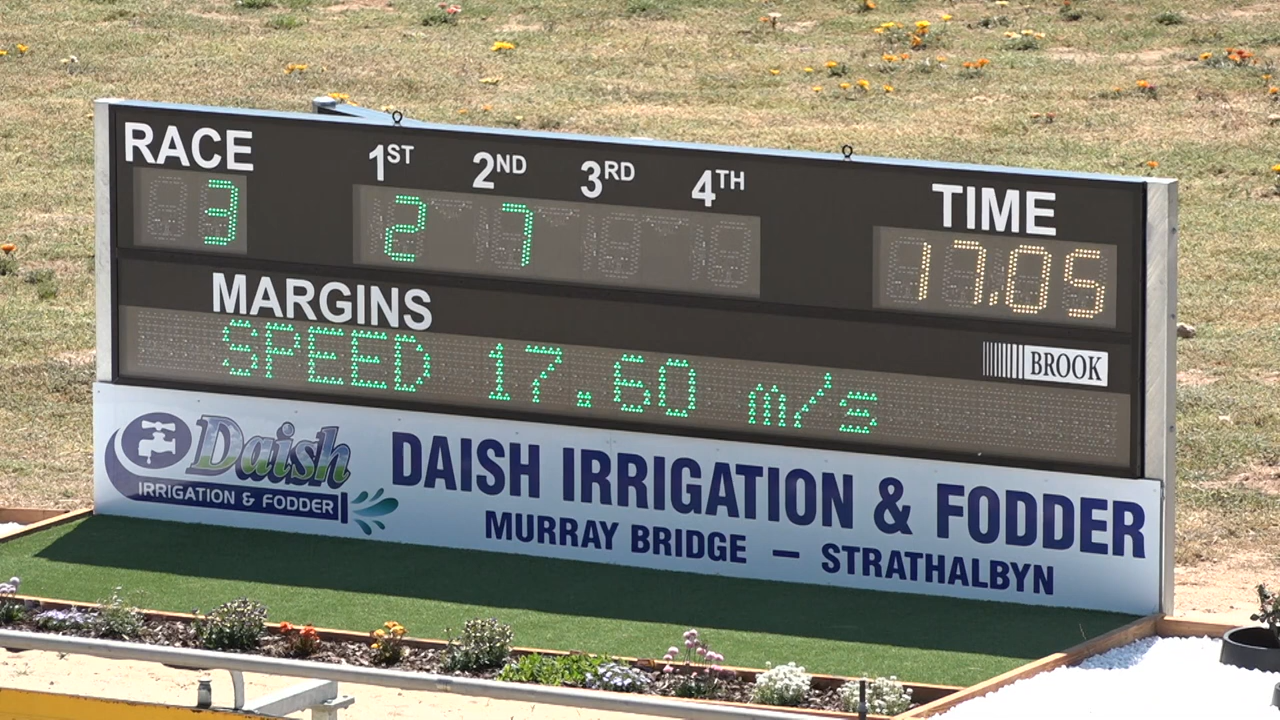 RACE 1ST 2ND 3RD 4TH TIME
3 2 7 17.05
MARGINS
SPEED 17.60 m/s
BROOK
Daish
IRRIGATION & FODDER
DAISH IRRIGATION & FODDER
MURRAY BRIDGE – STRATHALBYN